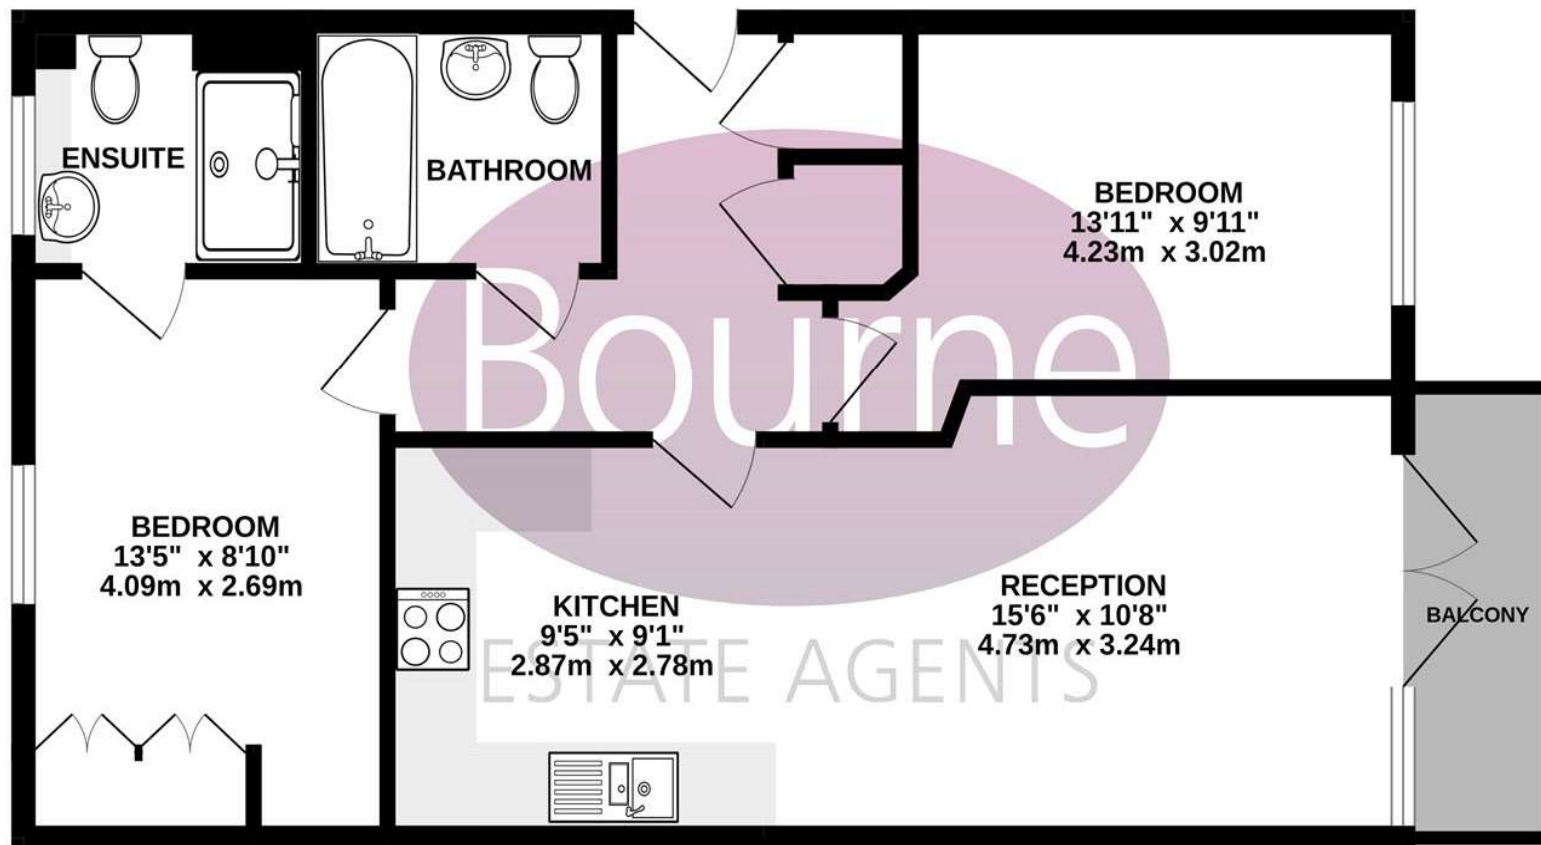 ENSUITE
BATHROOM
BEDROOM
13'11" x 9'11"
4.23m x 3.02m
Bourne
BEDROOM
13'5" x 8'10"
4.09m x 2.69m
KITCHEN
9'5" x 9'1"
2.87m x 2.78m
RECEPTION
15'6" x 10'8"
4.73m x 3.24m
BALCONY
ESTATE AGENTS